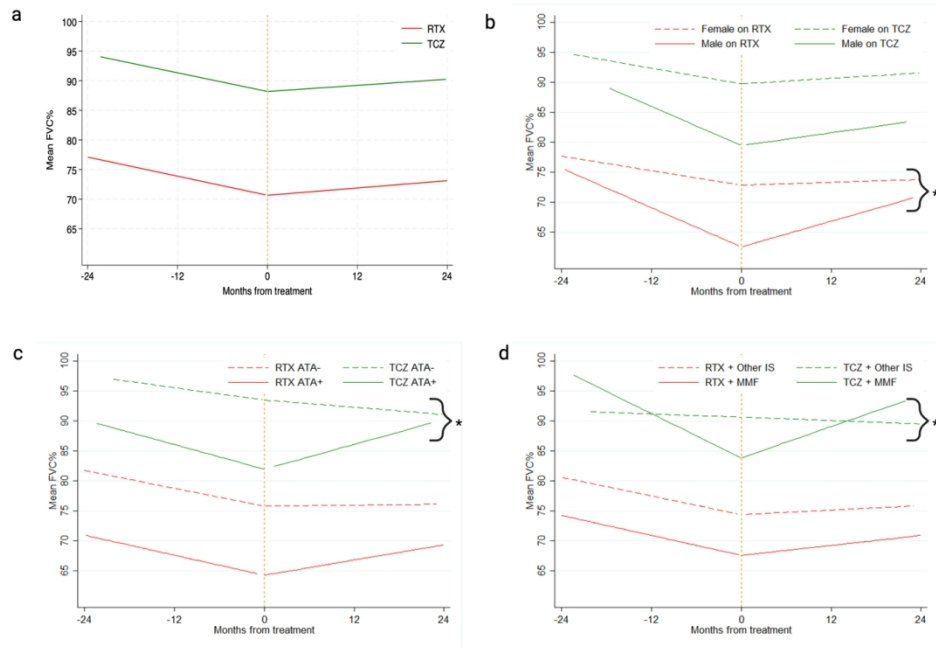 a
100
95
90
85
80
75
70
65
Mean FVC%
-24
-12
0
12
24
Months from treatment
RTX
TCZ
b
100
95
90
85
80
75
70
65
Mean FVC%
-24
-12
0
12
24
Months from treatment
Female on RTX
Female on TCZ
Male on RTX
Male on TCZ
*
c
100
95
90
85
80
75
70
65
Mean FVC%
-24
-12
0
12
24
Months from treatment
RTX ATA-
TCZ ATA-
RTX ATA+
TCZ ATA+
*
d
100
95
90
85
80
75
70
65
Mean FVC%
-24
-12
0
12
24
Months from treatment
RTX + Other IS
TCZ + Other IS
RTX + MMF
TCZ + MMF
*